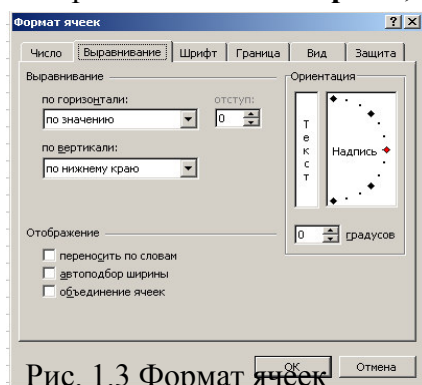 Формат ячеек
Число Выравнивание Шрифт Граница Вид Защита
Выравнивание
по горизонтали:
отступ:
по значению
0
по вертикали:
по нижнему краю
Ориентация
Текст
Надпись
0 градусов
Отображение
переносить по словам
автоподбор ширины
объединение ячеек
ОК Отмена
Рис. 1.3 Формат ячеек